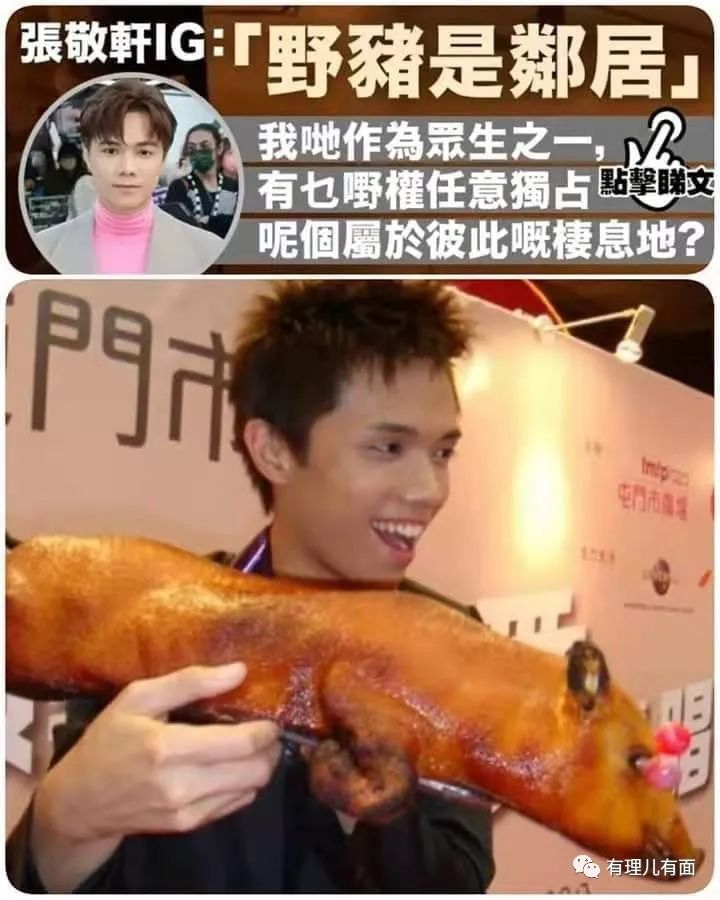 張敬軒IG:「野豬是鄰居」
我哋作為眾生之一,
有乜嘢權任意獨占
點擊睇文
呢個屬於彼此嘅棲息地?
門市
tmtplaza
屯門市廣場
唱
有理儿有面